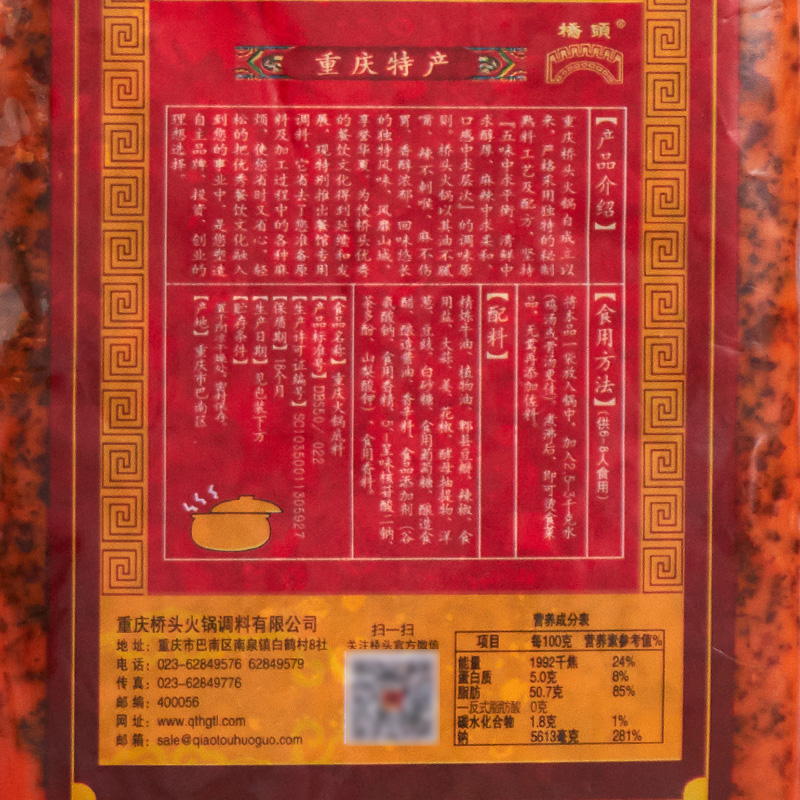 橋頭®
重庆特产
【产品介绍】
重庆桥头火锅自成立以
来，严格采用独特的秘制
熟料工艺及配方，坚持
“五味中求平衡，清鲜中
求醇厚，麻辣中求柔和
口感中求层次”的调味原
则。桥头火锅以其油不腻
嘴、辣不刺喉、麻不伤
胃、香醇浓郁、回味悠长
的独特风味，风靡山城、
享誉华夏。为使桥头优秀
的餐饮文化得到延续和发
展，现特别推出餐馆专用
调料，它省去了您准备原
料及加工过程中的各种麻
烦，使您省时又省心，轻
松的把优秀餐饮文化融入
到您的事业中，是您塑造
自主品牌、投资、创业的
理想选择。
【食用方法】（供6-8人食用）
将本品一袋放入锅中，加入2.5-3千克水
（鸡汤或骨汤更佳）煮沸后，即可烫食菜
品，无需再添加佐料。
【配料】
精炼牛油、植物油、郫县豆瓣、辣椒、食
用盐、大蒜、姜、花椒、酵母抽提物、洋
葱、豆豉、白砂糖、食用葡萄糖、酿造食
醋、酿造酱油、香辛料、食品添加剂（谷
氨酸钠、食用香精、5'-呈味核苷酸二钠、
茶多酚、山梨酸钾）、食用香料。
【食品名称】重庆火锅底料
【产品标准号】DBS50/ 022
【生产许可证编号】SC10350011305927
【保质期】
【生产日期】见包装下方
【贮存条件】
【产地】重庆市巴南区
重庆桥头火锅调料有限公司
地 址：重庆市巴南区南泉镇白鹤村8社
电 话：023-62849576 62849579
传 真：023-62849776
邮 编：400056
网 址：www.qthgtl.com
邮 箱：sale@qiaotouhuoguo.com
扫一扫
关注桥头官方微信
营养成分表
项目 每100克 营养素参考值%
能量 1992千焦 24%
蛋白质 5.0克 8%
脂肪 50.7克 85%
—反式脂肪酸 0克
碳水化合物 1.8克 1%
钠 5613毫克 281%